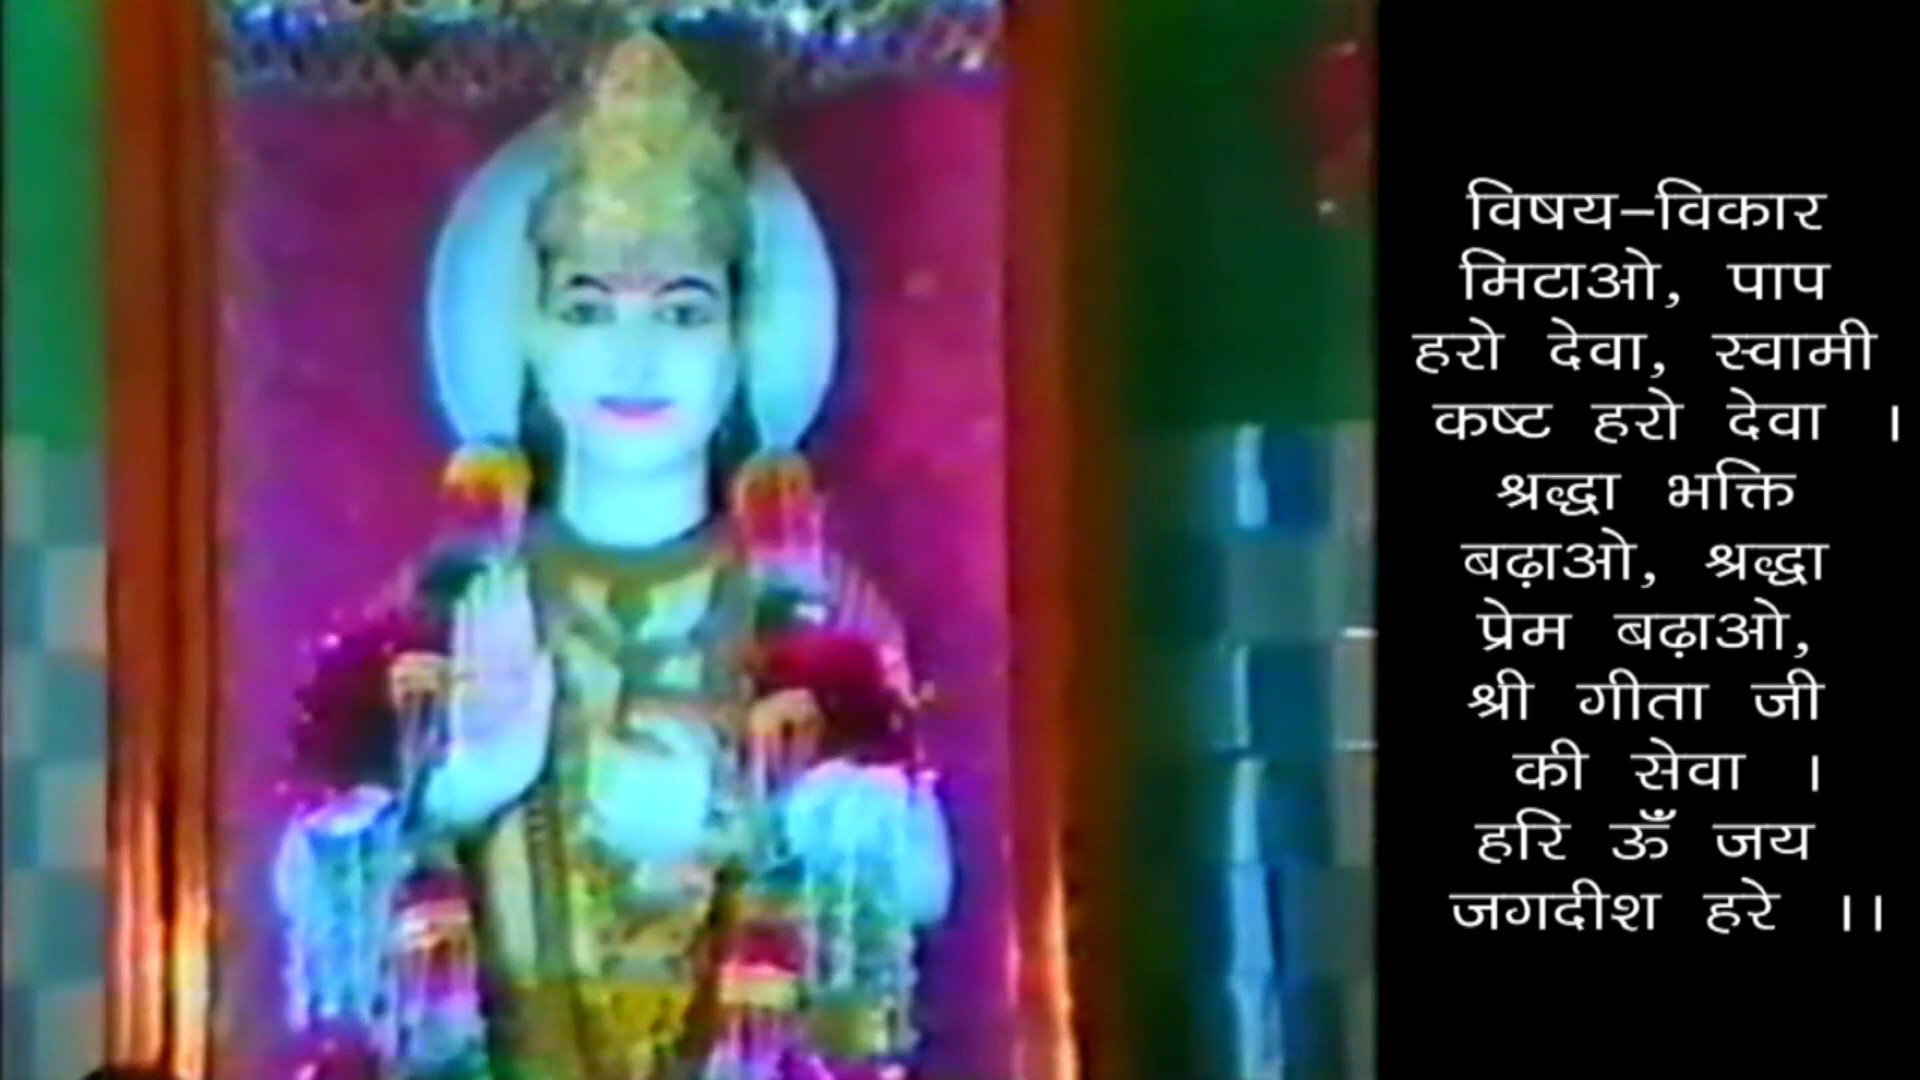 विषय-विकार
मिटाओ, पाप
हरो देवा, स्वामी
कष्ट हरो देवा ।
श्रद्धा भक्ति
बढ़ाओ, श्रद्धा
प्रेम बढ़ाओ,
श्री गीता जी
की सेवा ।
हरि ऊँ जय
जगदीश हरे ।।